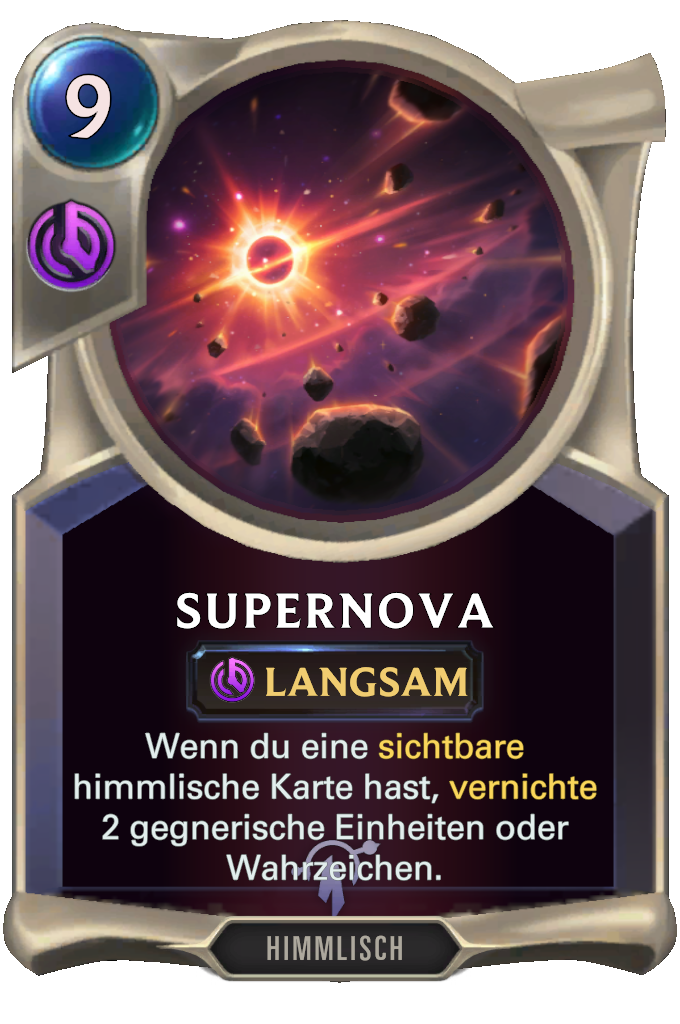 9
SUPERNOVA
LANGSAM
Wenn du eine sichtbare
himmlische Karte hast, vernichte
2 gegnerische Einheiten oder
Wahrzeichen.
HIMMLISCH